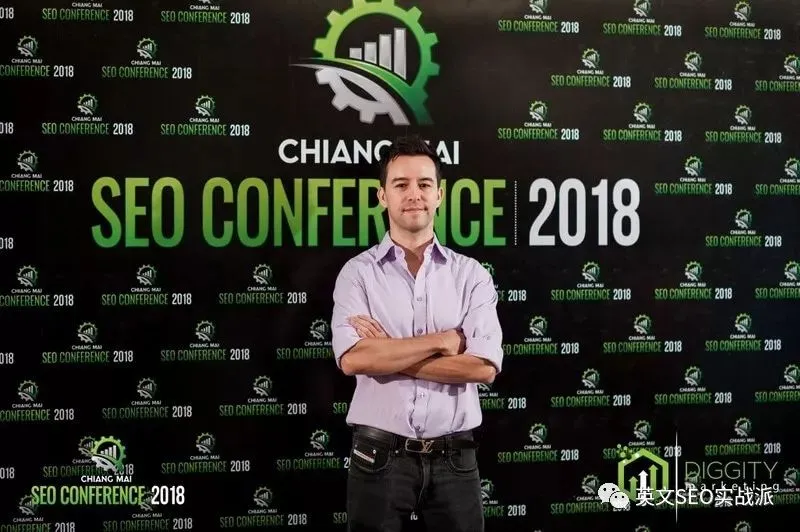 CHIANG MAI
SEO CONFERENCE 2018
CHIANG MAI
SEO CONFERENCE 2018
DIGGITY
marketing
英文SEO实战派